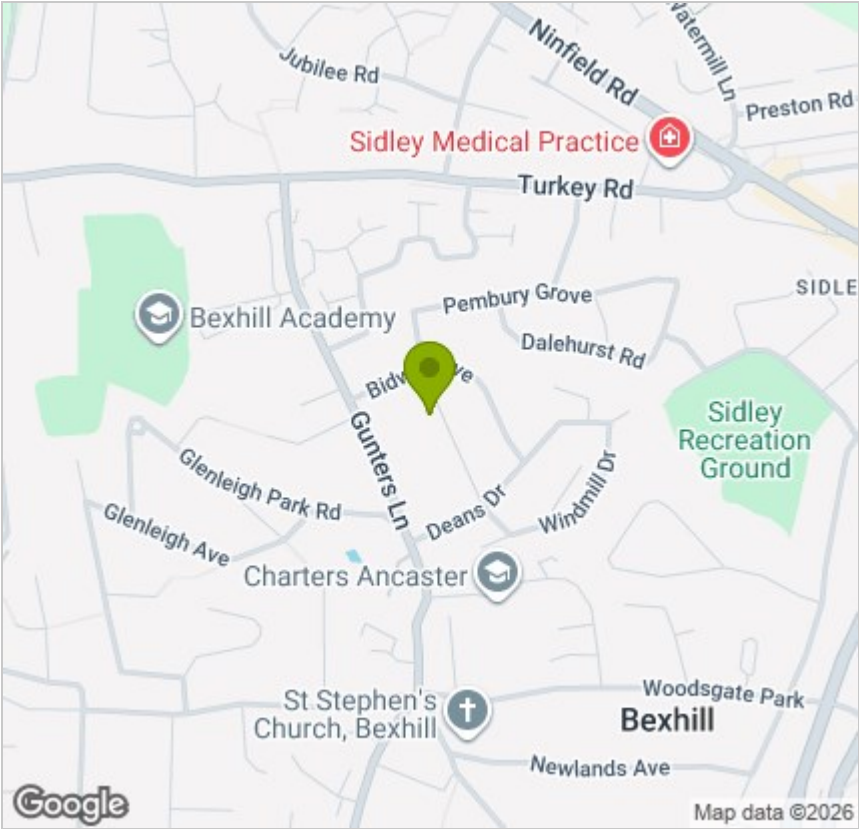 Watermill Ln
Ninfield Rd
Jubilee Rd
Preston Rd
Sidley Medical Practice
Turkey Rd
SIDLE
Pembury Grove
Bexhill Academy
Dalehurst Rd
Sidley
Recreation
Ground
Gunters Ln
Glenleigh Park Rd
Windmill Dr
Deans Dr
Glenleigh Ave
Charters Ancaster
Woodsgate Park
St Stephen's
Church, Bexhill
Bexhill
Newlands Ave
Google
Map data ©2026